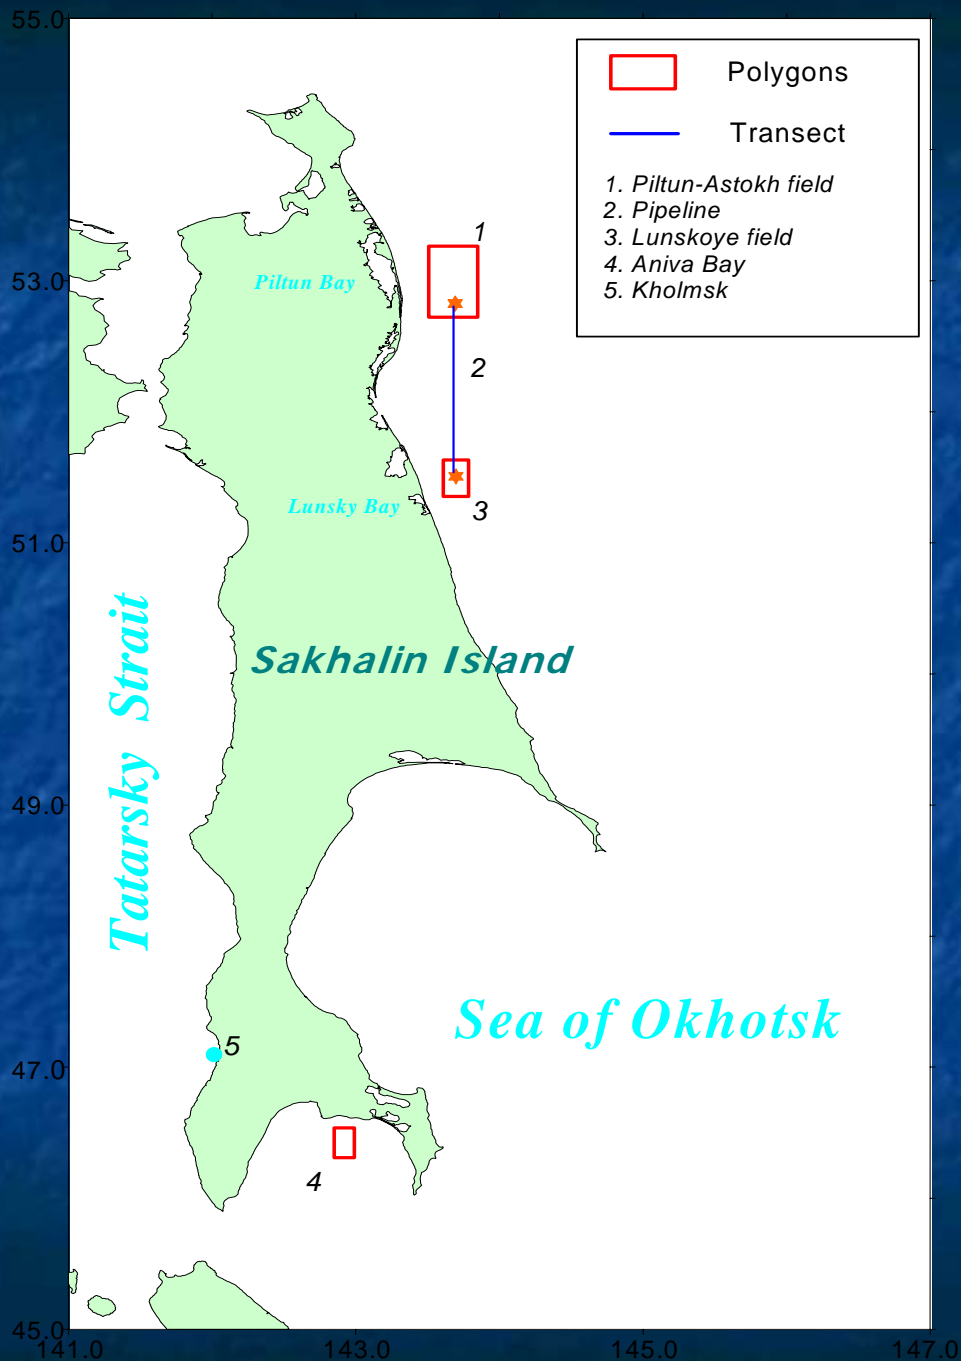 55.0
Polygons
Transect
1. Piltun-Astokh field
2. Pipeline
3. Lunskoye field
4. Aniva Bay
5. Kholmsk
1
53.0
Piltun Bay
2
Lunsky Bay
3
51.0
Tatarsky Strait
Sakhalin Island
49.0
Sea of Okhotsk
5
47.0
4
45.0
141.0
143.0
145.0
147.0